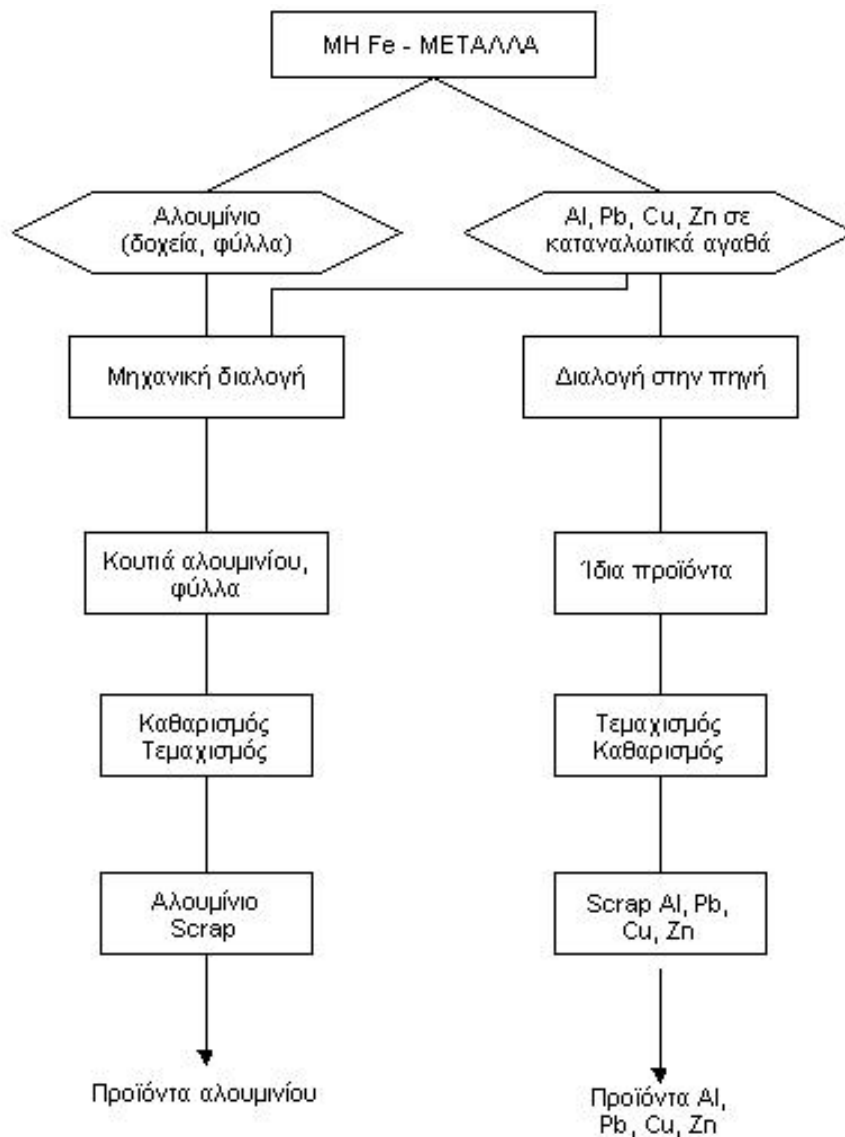 ΜΗ Fe - ΜΕΤΑΛΛΑ
Αλουμίνιο
(δοχεία, φύλλα)
Al, Pb, Cu, Zn σε
καταναλωτικά αγαθά
Μηχανική διαλογή
Διαλογή στην πηγή
Κουτιά αλουμινίου,
φύλλα
Ίδια προϊόντα
Καθαρισμός
Τεμαχισμός
Τεμαχισμός
Καθαρισμός
Αλουμίνιο
Scrap
Scrap Al, Pb,
Cu, Zn
Προϊόντα αλουμινίου
Προϊόντα Al,
Pb, Cu, Zn